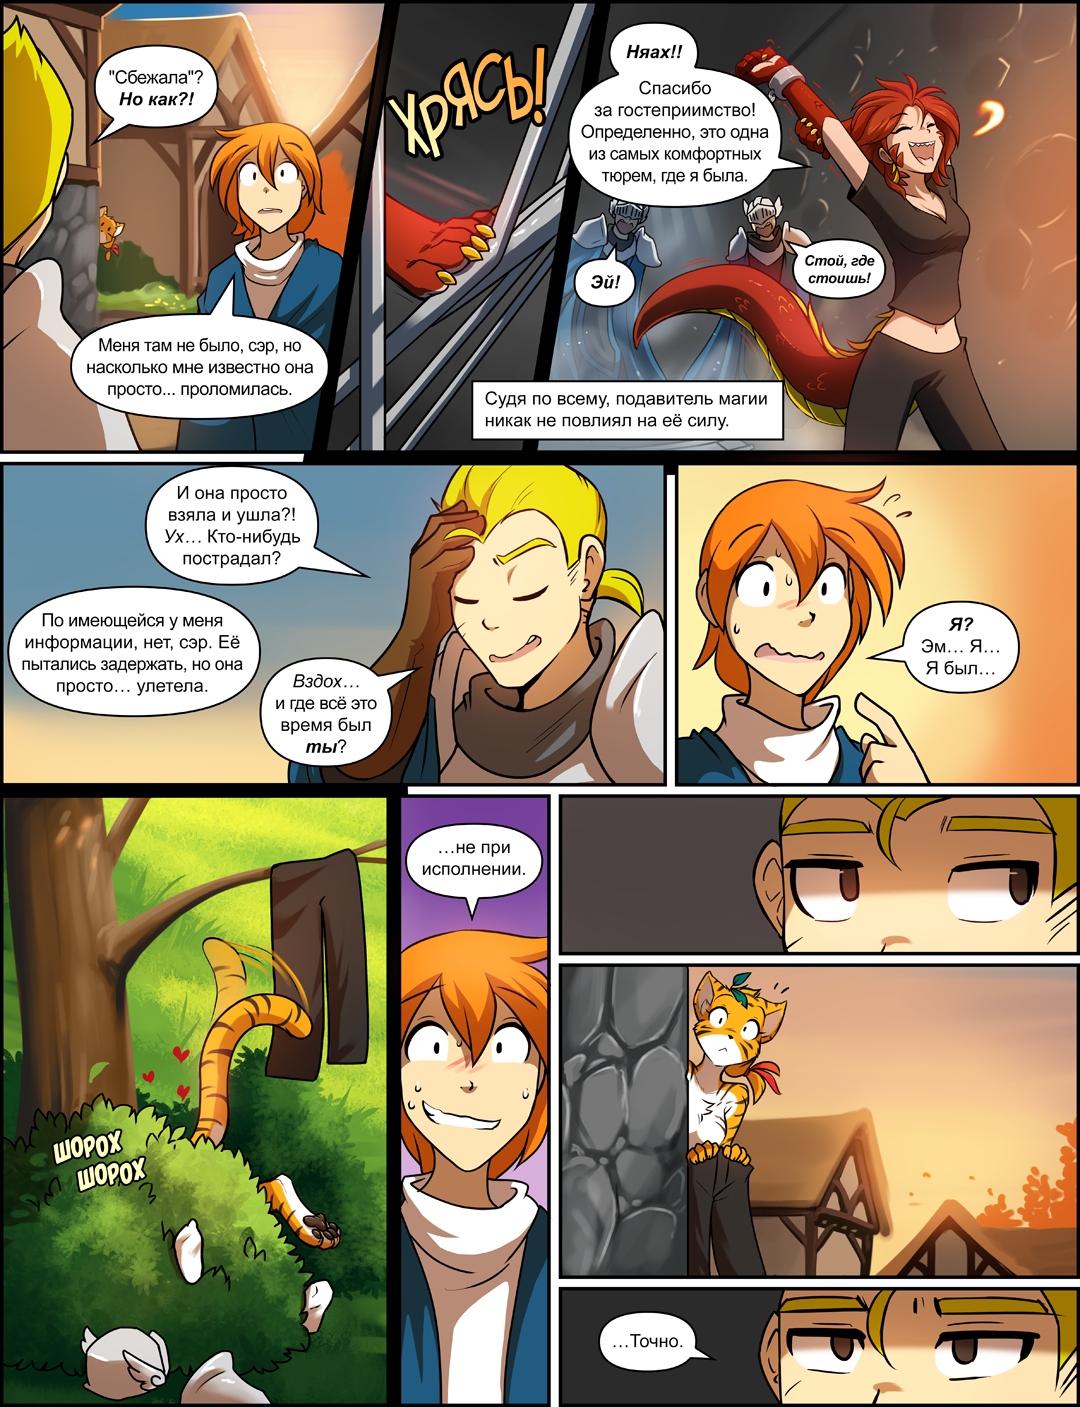 "Сбежала"?
Но как?!
Меня там не было, сэр, но
насколько мне известно она
просто... проломилась.
ХРЯСЬ!
Няах!!
Спасибо
за гостеприимство!
Определенно, это одна
из самых комфортных
тюрем, где я была.
Эй!
Стой, где
стоишь!
Судя по всему, подавитель магии
никак не повлиял на её силу.
И она просто
взяла и ушла?!
Ух... Кто-нибудь
пострадал?
По имеющейся у меня
информации, нет, сэр. Её
пытались задержать, но она
просто… улетела.
Вздох…
и где всё это
время был
ты?
Я?
Эм… Я…
Я был…
ШОРОХ
ШОРОХ
…не при
исполнении.
…Точно.